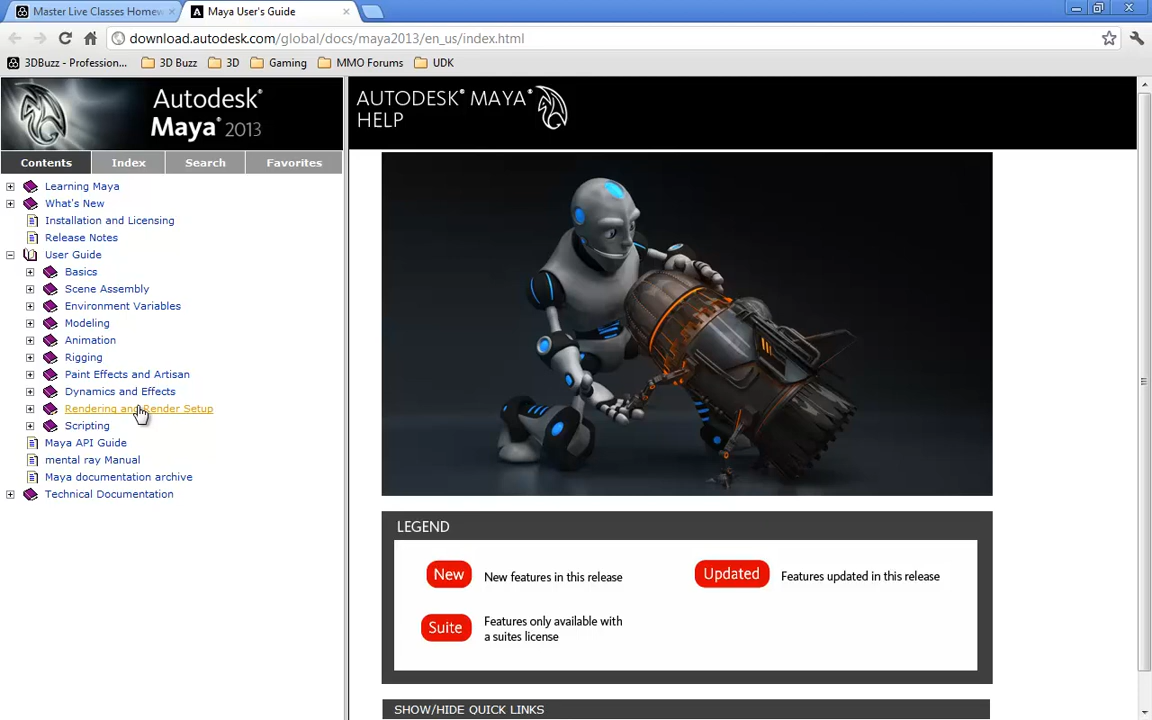 Master Live Classes Homew
Maya User's Guide
download.autodesk.com/global/docs/maya2013/en_us/index.html
3DBuzz - Profession...
3D Buzz
3D
Gaming
MMO Forums
UDK
Autodesk®
Maya® 2013
Contents
Index
Search
Favorites
Learning Maya
What's New
Installation and Licensing
Release Notes
User Guide
Basics
Scene Assembly
Environment Variables
Modeling
Animation
Rigging
Paint Effects and Artisan
Dynamics and Effects
Rendering and Render Setup
Scripting
Maya API Guide
mental ray Manual
Maya documentation archive
Technical Documentation
AUTODESK® MAYA®
HELP
LEGEND
New
New features in this release
Updated
Features updated in this release
Suite
Features only available with
a suites license
SHOW/HIDE QUICK LINKS